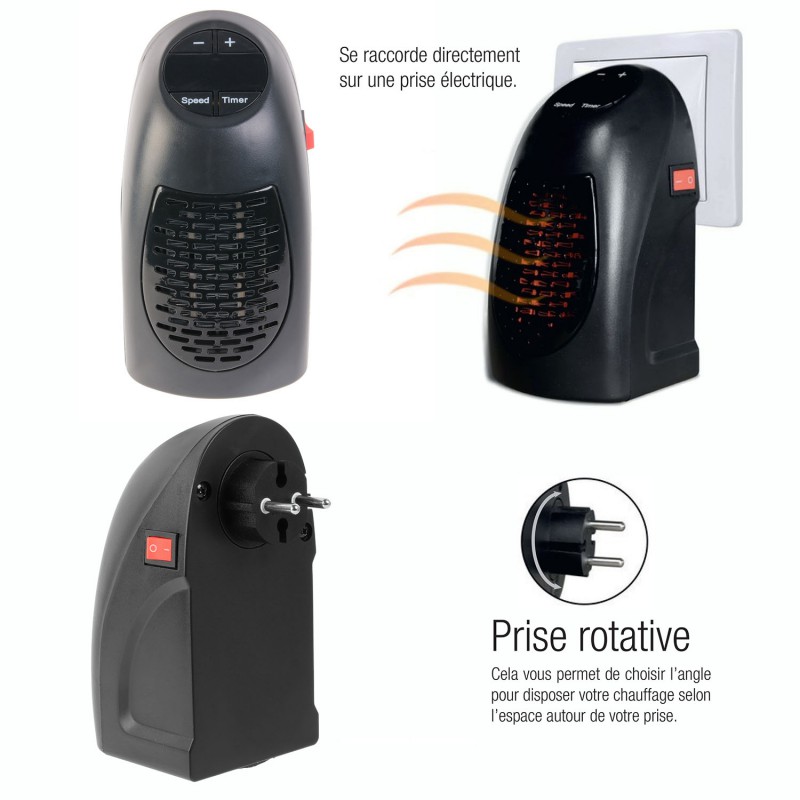 − +
Speed Timer
Se raccorde directement
sur une prise électrique.
− +
Speed Timer
Prise rotative
Cela vous permet de choisir l'angle
pour disposer votre chauffage selon
l'espace autour de votre prise.